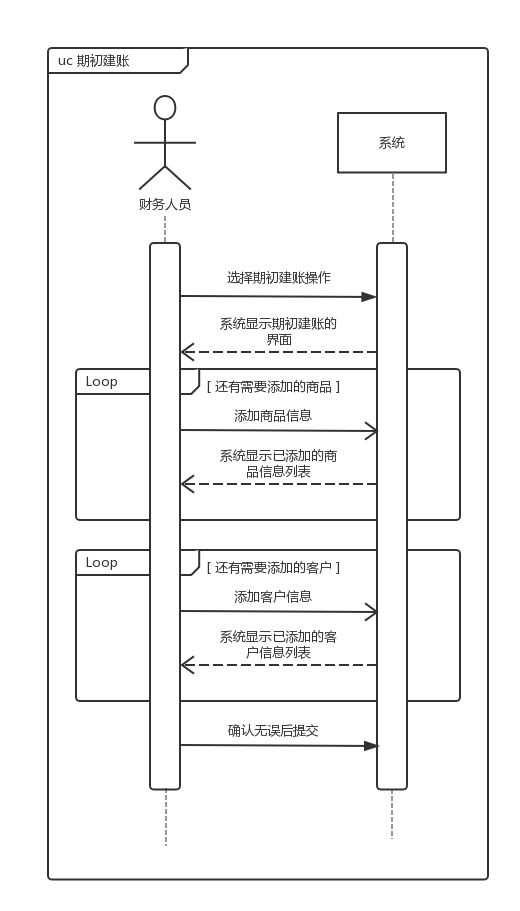 uc 期初建账
系统
财务人员
选择期初建账操作
系统显示期初建账的
界面
Loop
[ 还有需要添加的商品 ]
添加商品信息
系统显示已添加的商
品信息列表
Loop
[ 还有需要添加的客户 ]
添加客户信息
系统显示已添加的客
户信息列表
确认无误后提交